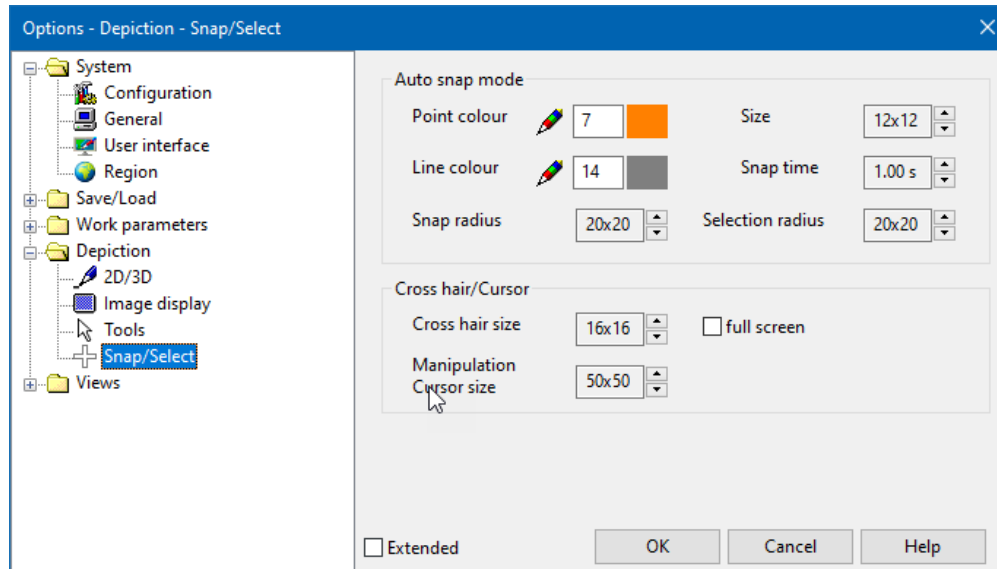 Options - Depiction - Snap/Select
System
Configuration
General
User interface
Region
Save/Load
Work parameters
Depiction
2D/3D
Image display
Tools
Snap/Select
Views
Auto snap mode
Point colour 7 Size 12x12
Line colour 14 Snap time 1.00 s
Snap radius 20x20 Selection radius 20x20
Cross hair/Cursor
Cross hair size 16x16 full screen
Manipulation
Cursor size 50x50
Extended OK Cancel Help